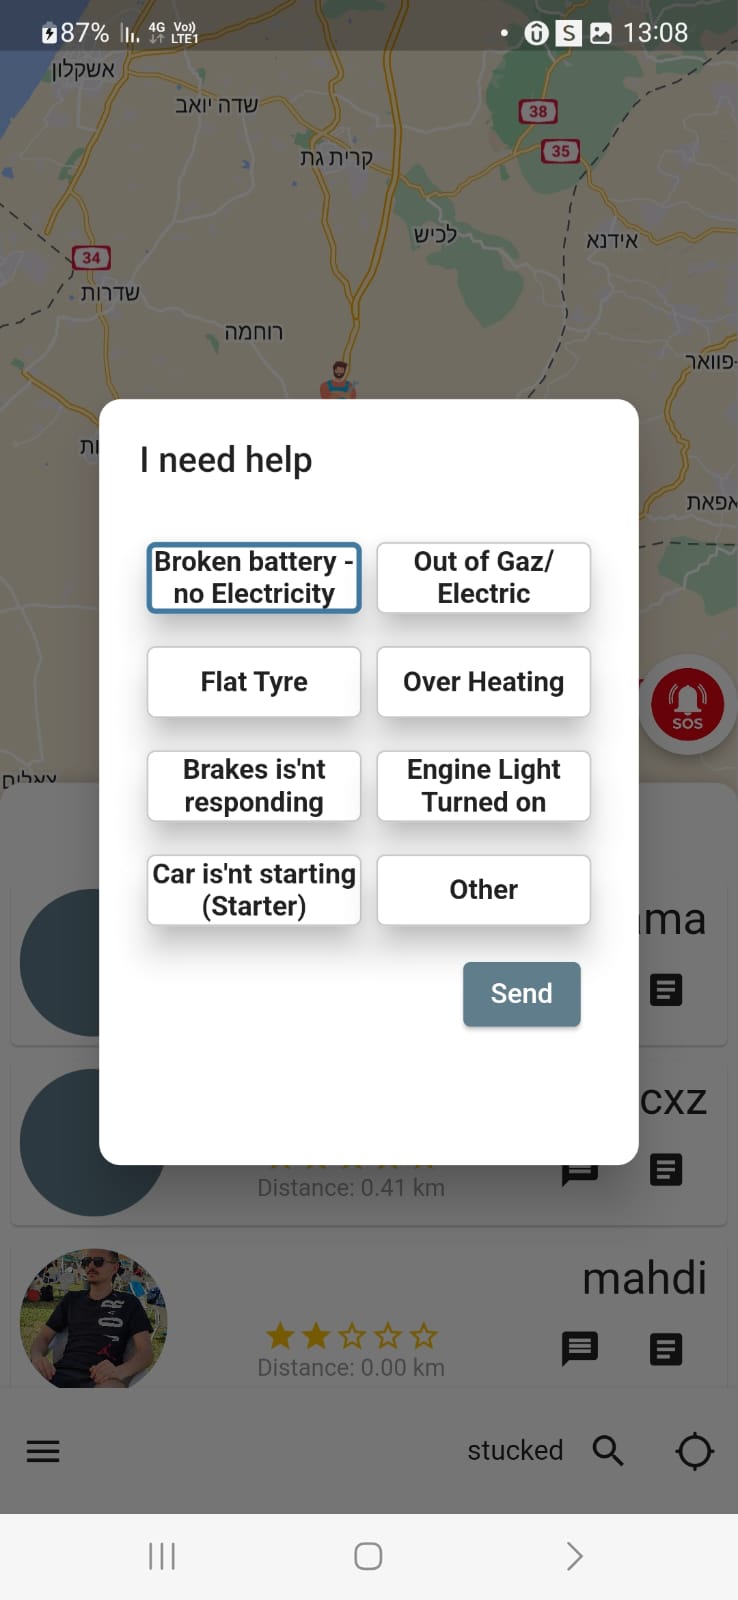 87% 4G Vo)) LTE1 13:08
אשקלון
שדה יואב
38
קרית גת
35
לכיש
אידנא
34
שדרות
רוחמה
פוואר
I need help
Broken battery -
no Electricity
Out of Gaz/
Electric
אפאת
Flat Tyre
Over Heating
SOS
Brakes is'nt
responding
Engine Light
Turned on
צאלים
Car is'nt starting
(Starter)
Other
ma
Send
cxz
Distance: 0.41 km
mahdi
Distance: 0.00 km
stucked